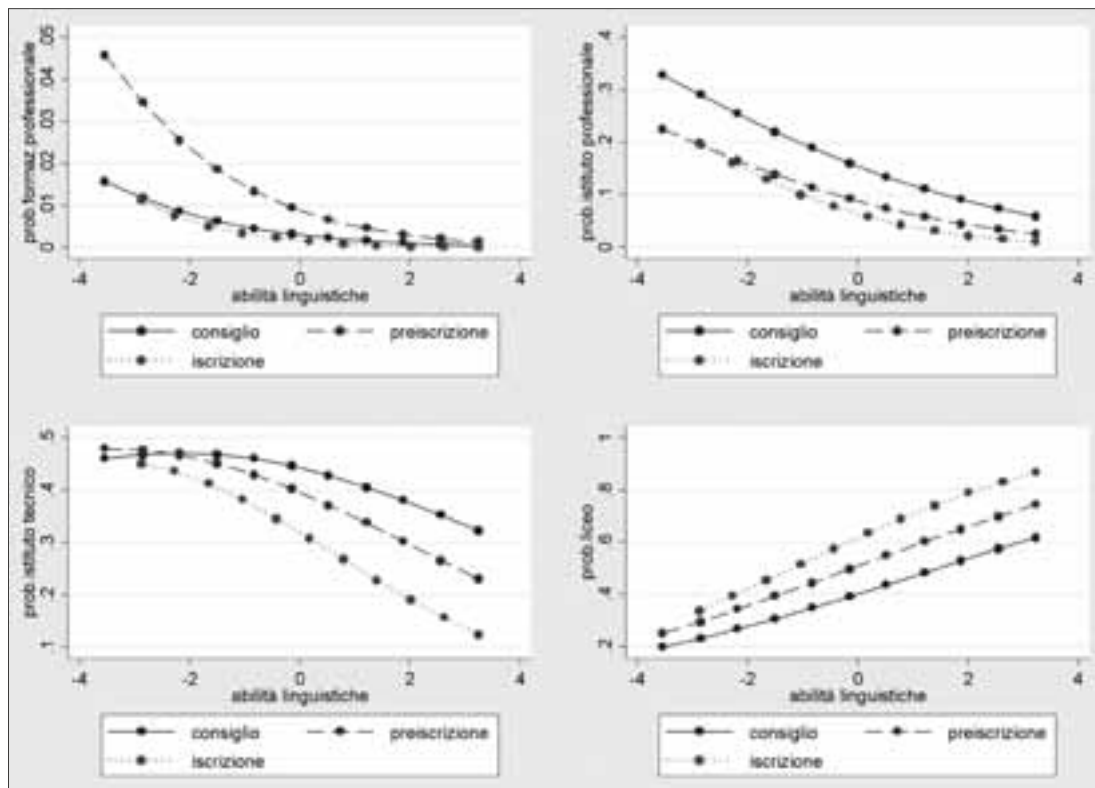 prob. formaz professionale
0 .01 .02 .03 .04 .05
-4 -2 0 2 4
abilità linguistiche
consiglio preiscrizione
iscrizione
prob. istituto professionale
0 .1 .2 .3 .4
-4 -2 0 2 4
abilità linguistiche
consiglio preiscrizione
iscrizione
prob istituto tecnico
.1 .2 .3 .4 .5
-4 -2 0 2 4
abilità linguistiche
consiglio preiscrizione
iscrizione
prob. liceo
.2 .4 .6 .8 1
-4 -2 0 2 4
abilità linguistiche
consiglio preiscrizione
iscrizione